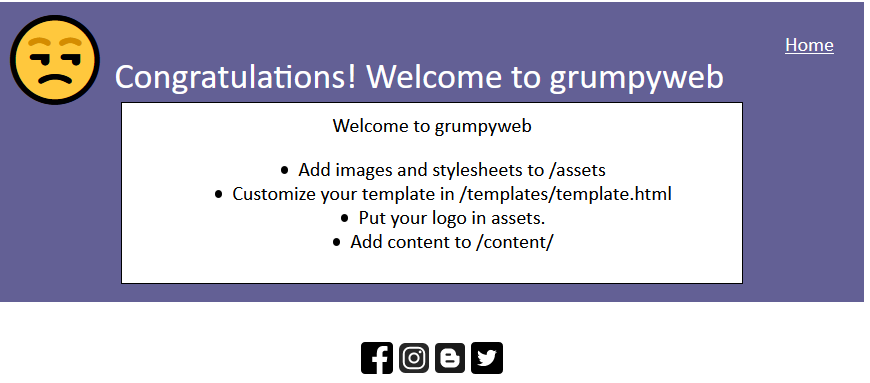 Home
Congratulations! Welcome to grumpyweb
Welcome to grumpyweb
• Add images and stylesheets to /assets
• Customize your template in /templates/template.html
• Put your logo in assets.
• Add content to /content/